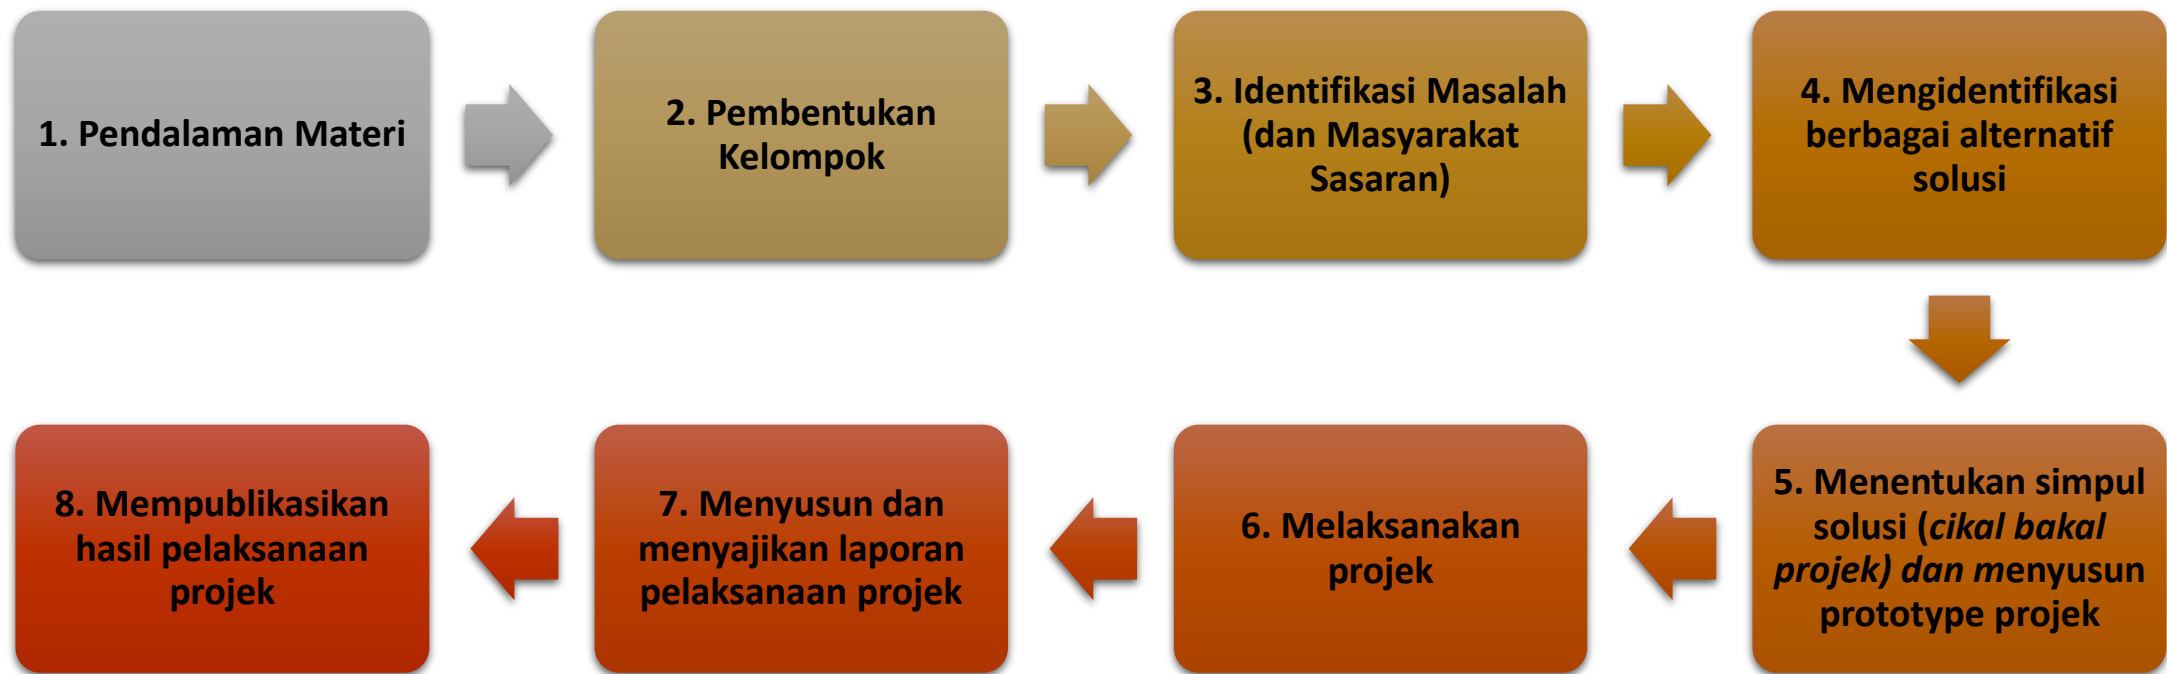 1. Pendalaman Materi
2. Pembentukan
Kelompok
3. Identifikasi Masalah
(dan Masyarakat
Sasaran)
4. Mengidentifikasi
berbagai alternatif
solusi
5. Menentukan simpul
solusi (cikal bakal
projek) dan menyusun
prototype projek
6. Melaksanakan
projek
7. Menyusun dan
menyajikan laporan
pelaksanaan projek
8. Mempublikasikan
hasil pelaksanaan
projek